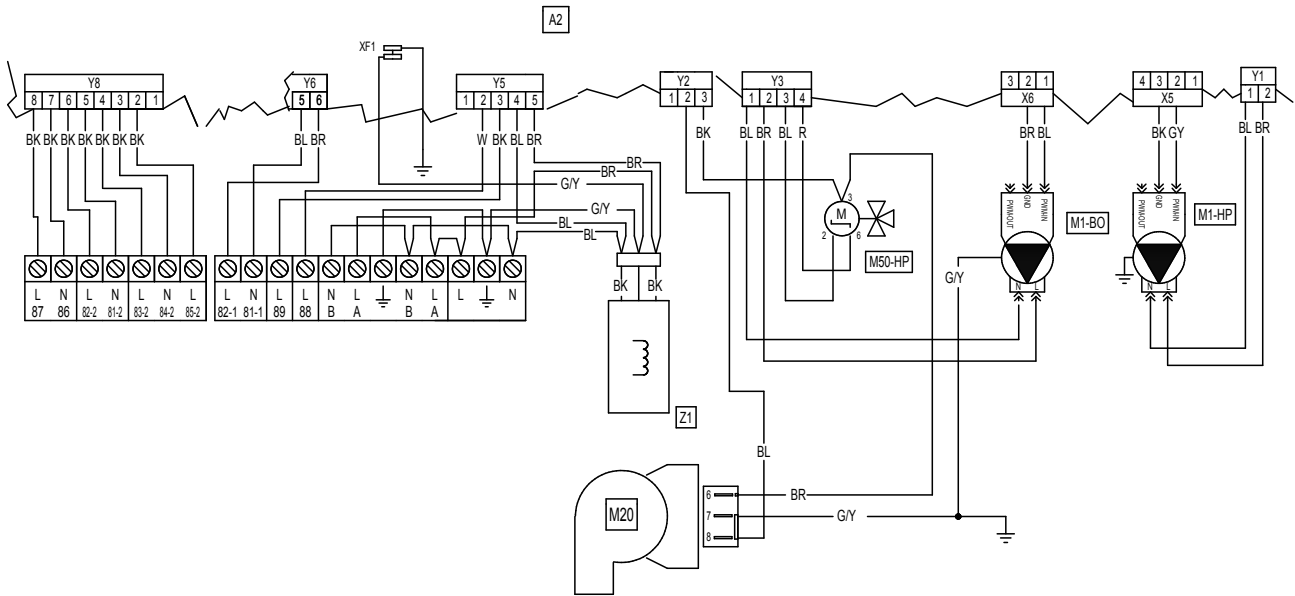 A2
XF1
Y8
8 7 6 5 4 3 2 1
Y6
5 6
Y5
1 2 3 4 5
Y2
1 2 3
Y3
1 2 3 4
3 2 1
X6
4 3 2 1
X5
Y1
1 2
BK BK BK BK BK BK BK
BL BR
W BK BL BR
BK
BL BR BL R
BR BL
BK GY
BL BR
BR
BR
G/Y
G/Y
BL
BL
3
M
2 6
M50-HP
PWMOUT GND PWMIN
M1-BO
N L
PWMOUT GND PWMIN
M1-HP
N L
G/Y
BK BK
L N L N L L L
87 86 82-2 81-2 83-2 84-2 85-2
L N L L N L N L L N
82-1 81-1 89 88 B A B A
Z1
BL
M20
6 BR
7 G/Y
8